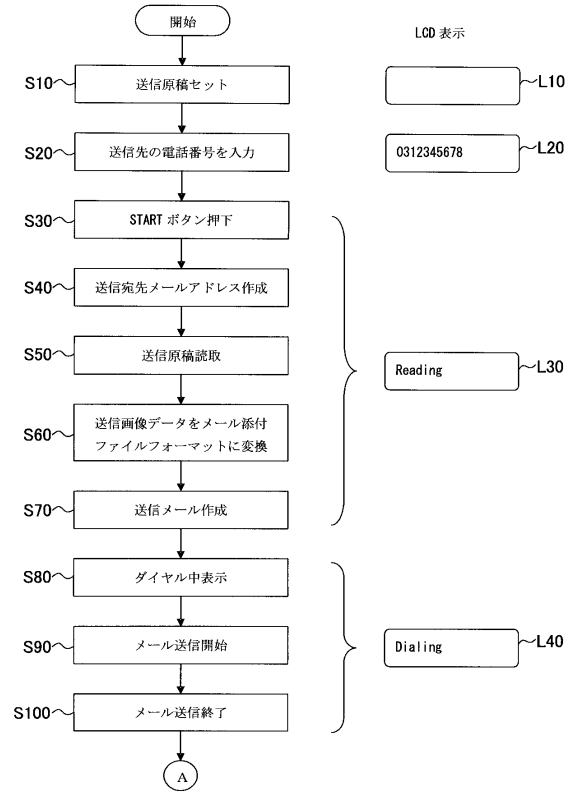 開始
LCD 表示
S10 送信原稿セット L10
S20 送信先の電話番号を入力 0312345678 L20
S30 START ボタン押下
S40 送信宛先メールアドレス作成
S50 送信原稿読取 Reading L30
S60 送信画像データをメール添付
ファイルフォーマットに変換
S70 送信メール作成
S80 ダイヤル中表示
S90 メール送信開始 Dialing L40
S100 メール送信終了
A